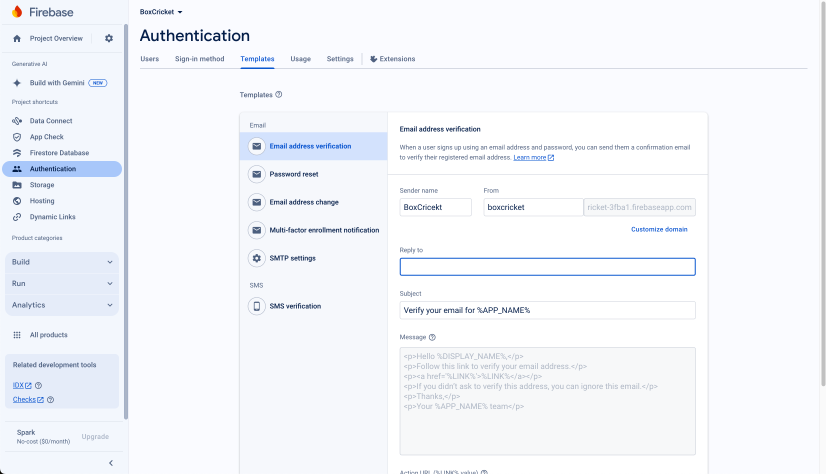 Firebase
Project Overview
Generative AI
Build with Gemini NEW
Project shortcuts
Data Connect
App Check
Firestore Database
Authentication
Storage
Hosting
Dynamic Links
Product categories
Build
Run
Analytics
All products
Related development tools
IDX
Checks
Spark
No-cost ($0/month)
Upgrade
BoxCricket
Authentication
Users
Sign-in method
Templates
Usage
Settings
Extensions
Templates
Email
Email address verification
Password reset
Email address change
Multi-factor enrollment notification
SMTP settings
SMS
SMS verification
Email address verification
When a user signs up using an email address and password, you can send them a confirmation email
to verify their registered email address. Learn more
Sender name
From
BoxCricekt
boxcricket
ricket-3fba1.firebaseapp.com
Customize domain
Reply to
Subject
Verify your email for %APP_NAME%
Message
<p>Hello %DISPLAY_NAME%,</p>
<p>Follow this link to verify your email address.</p>
<p><a href='%LINK%'>%LINK%</a></p>
<p>If you didn't ask to verify this address, you can ignore this email.</p>
<p>Thanks,</p>
<p>Your %APP_NAME% team</p>
Action URL (%LINK% value)